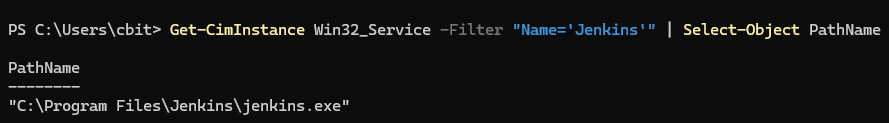 PS C:\Users\cbit> Get-CimInstance Win32_Service -Filter "Name='Jenkins'" | Select-Object PathName
PathName
--------
"C:\Program Files\Jenkins\jenkins.exe"